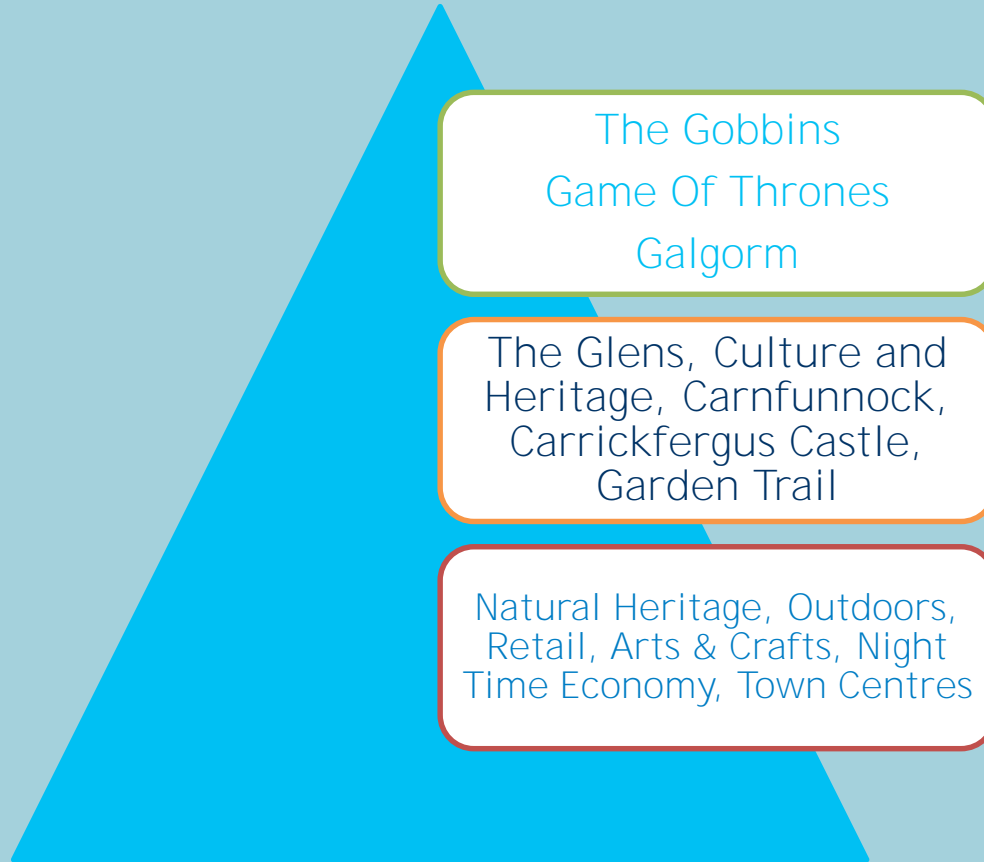 The Gobbins
Game Of Thrones
Galgorm
The Glens, Culture and
Heritage, Carnfunnock,
Carrickfergus Castle,
Garden Trail
Natural Heritage, Outdoors,
Retail, Arts & Crafts, Night
Time Economy, Town Centres